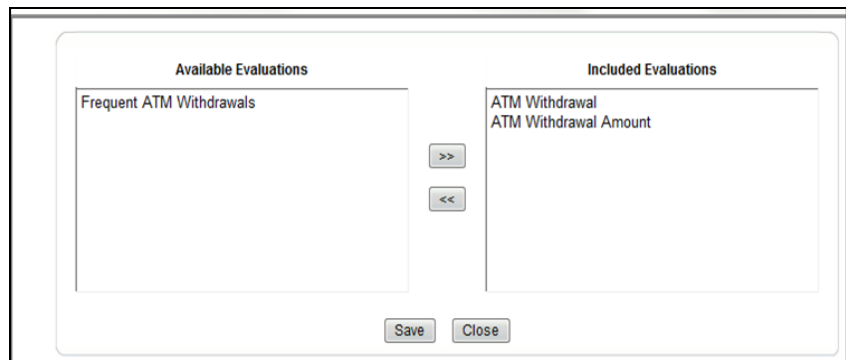 Available Evaluations
Included Evaluations
Frequent ATM Withdrawals
ATM Withdrawal
ATM Withdrawal Amount
>>
<<
Save
Close